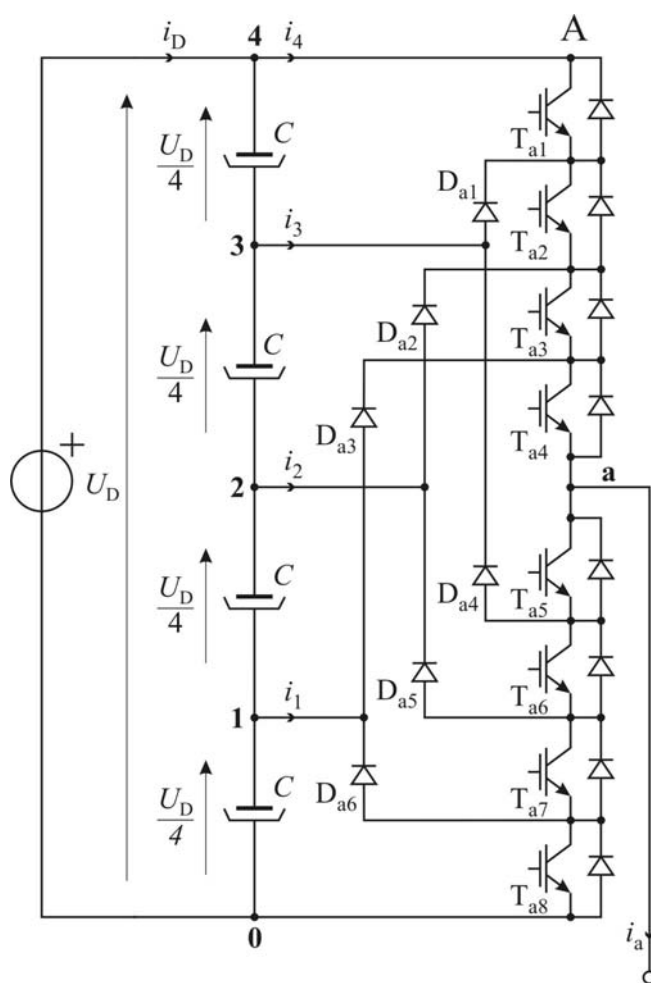 i_D 4 i_4 A
U_D/4 C T_a1
D_a1
3 i_3 T_a2
U_D/4 C D_a2 T_a3
D_a3 T_a4
+ U_D 2 i_2 a
U_D/4 C D_a4 T_a5
D_a5 T_a6
1 i_1
U_D/4 C D_a6 T_a7
T_a8
0 i_a